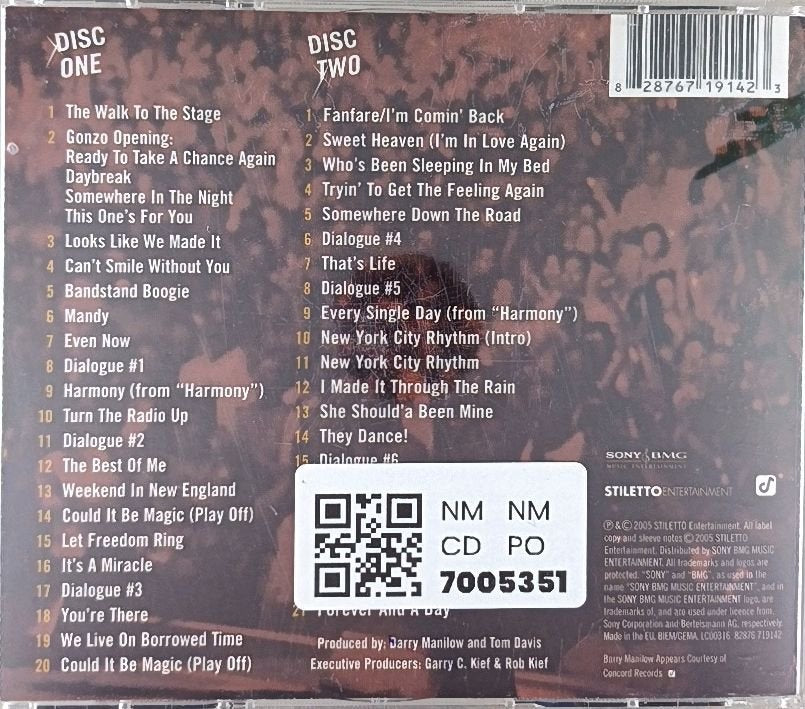 DISC
ONE
1 The Walk To The Stage
2 Gonzo Opening:
Ready To Take A Chance Again
Daybreak
Somewhere In The Night
This One's For You
3 Looks Like We Made It
4 Can't Smile Without You
5 Bandstand Boogie
6 Mandy
7 Even Now
8 Dialogue #1
9 Harmony (from "Harmony")
10 Turn The Radio Up
11 Dialogue #2
12 The Best Of Me
13 Weekend In New England
14 Could It Be Magic (Play Off)
15 Let Freedom Ring
16 It's A Miracle
17 Dialogue #3
18 You're There
19 We Live On Borrowed Time
20 Could It Be Magic (Play Off)
DISC
TWO
1 Fanfare/I'm Comin' Back
2 Sweet Heaven (I'm In Love Again)
3 Who's Been Sleeping In My Bed
4 Tryin' To Get The Feeling Again
5 Somewhere Down The Road
6 Dialogue #4
7 That's Life
8 Dialogue #5
9 Every Single Day (from "Harmony")
10 New York City Rhythm (Intro)
11 New York City Rhythm
12 I Made It Through The Rain
13 She Should'a Been Mine
14 They Dance!
15 Dialogue #6
21 Forever And A Day
NM NM
CD PO
7005351
Produced by: Barry Manilow and Tom Davis
Executive Producers: Garry C. Kief & Rob Kief
8 28767 19142 3
SONY BMG
MUSIC ENTERTAINMENT
STILETTO ENTERTAINMENT
℗ & © 2005 STILETTO Entertainment. All label
copy and sleeve notes © 2005 STILETTO
Entertainment. Distributed by SONY BMG MUSIC
ENTERTAINMENT. All trademarks and logos are
protected. "SONY" and "BMG", as used in the
name "SONY BMG MUSIC ENTERTAINMENT", and in
the SONY BMG MUSIC ENTERTAINMENT logo, are
trademarks of, and are used under licence from,
Sony Corporation and Bertelsmann AG, respectively.
Made in the EU. BIEM/GEMA. LC00316 82876 719142
Barry Manilow Appears Courtesy of
Concord Records